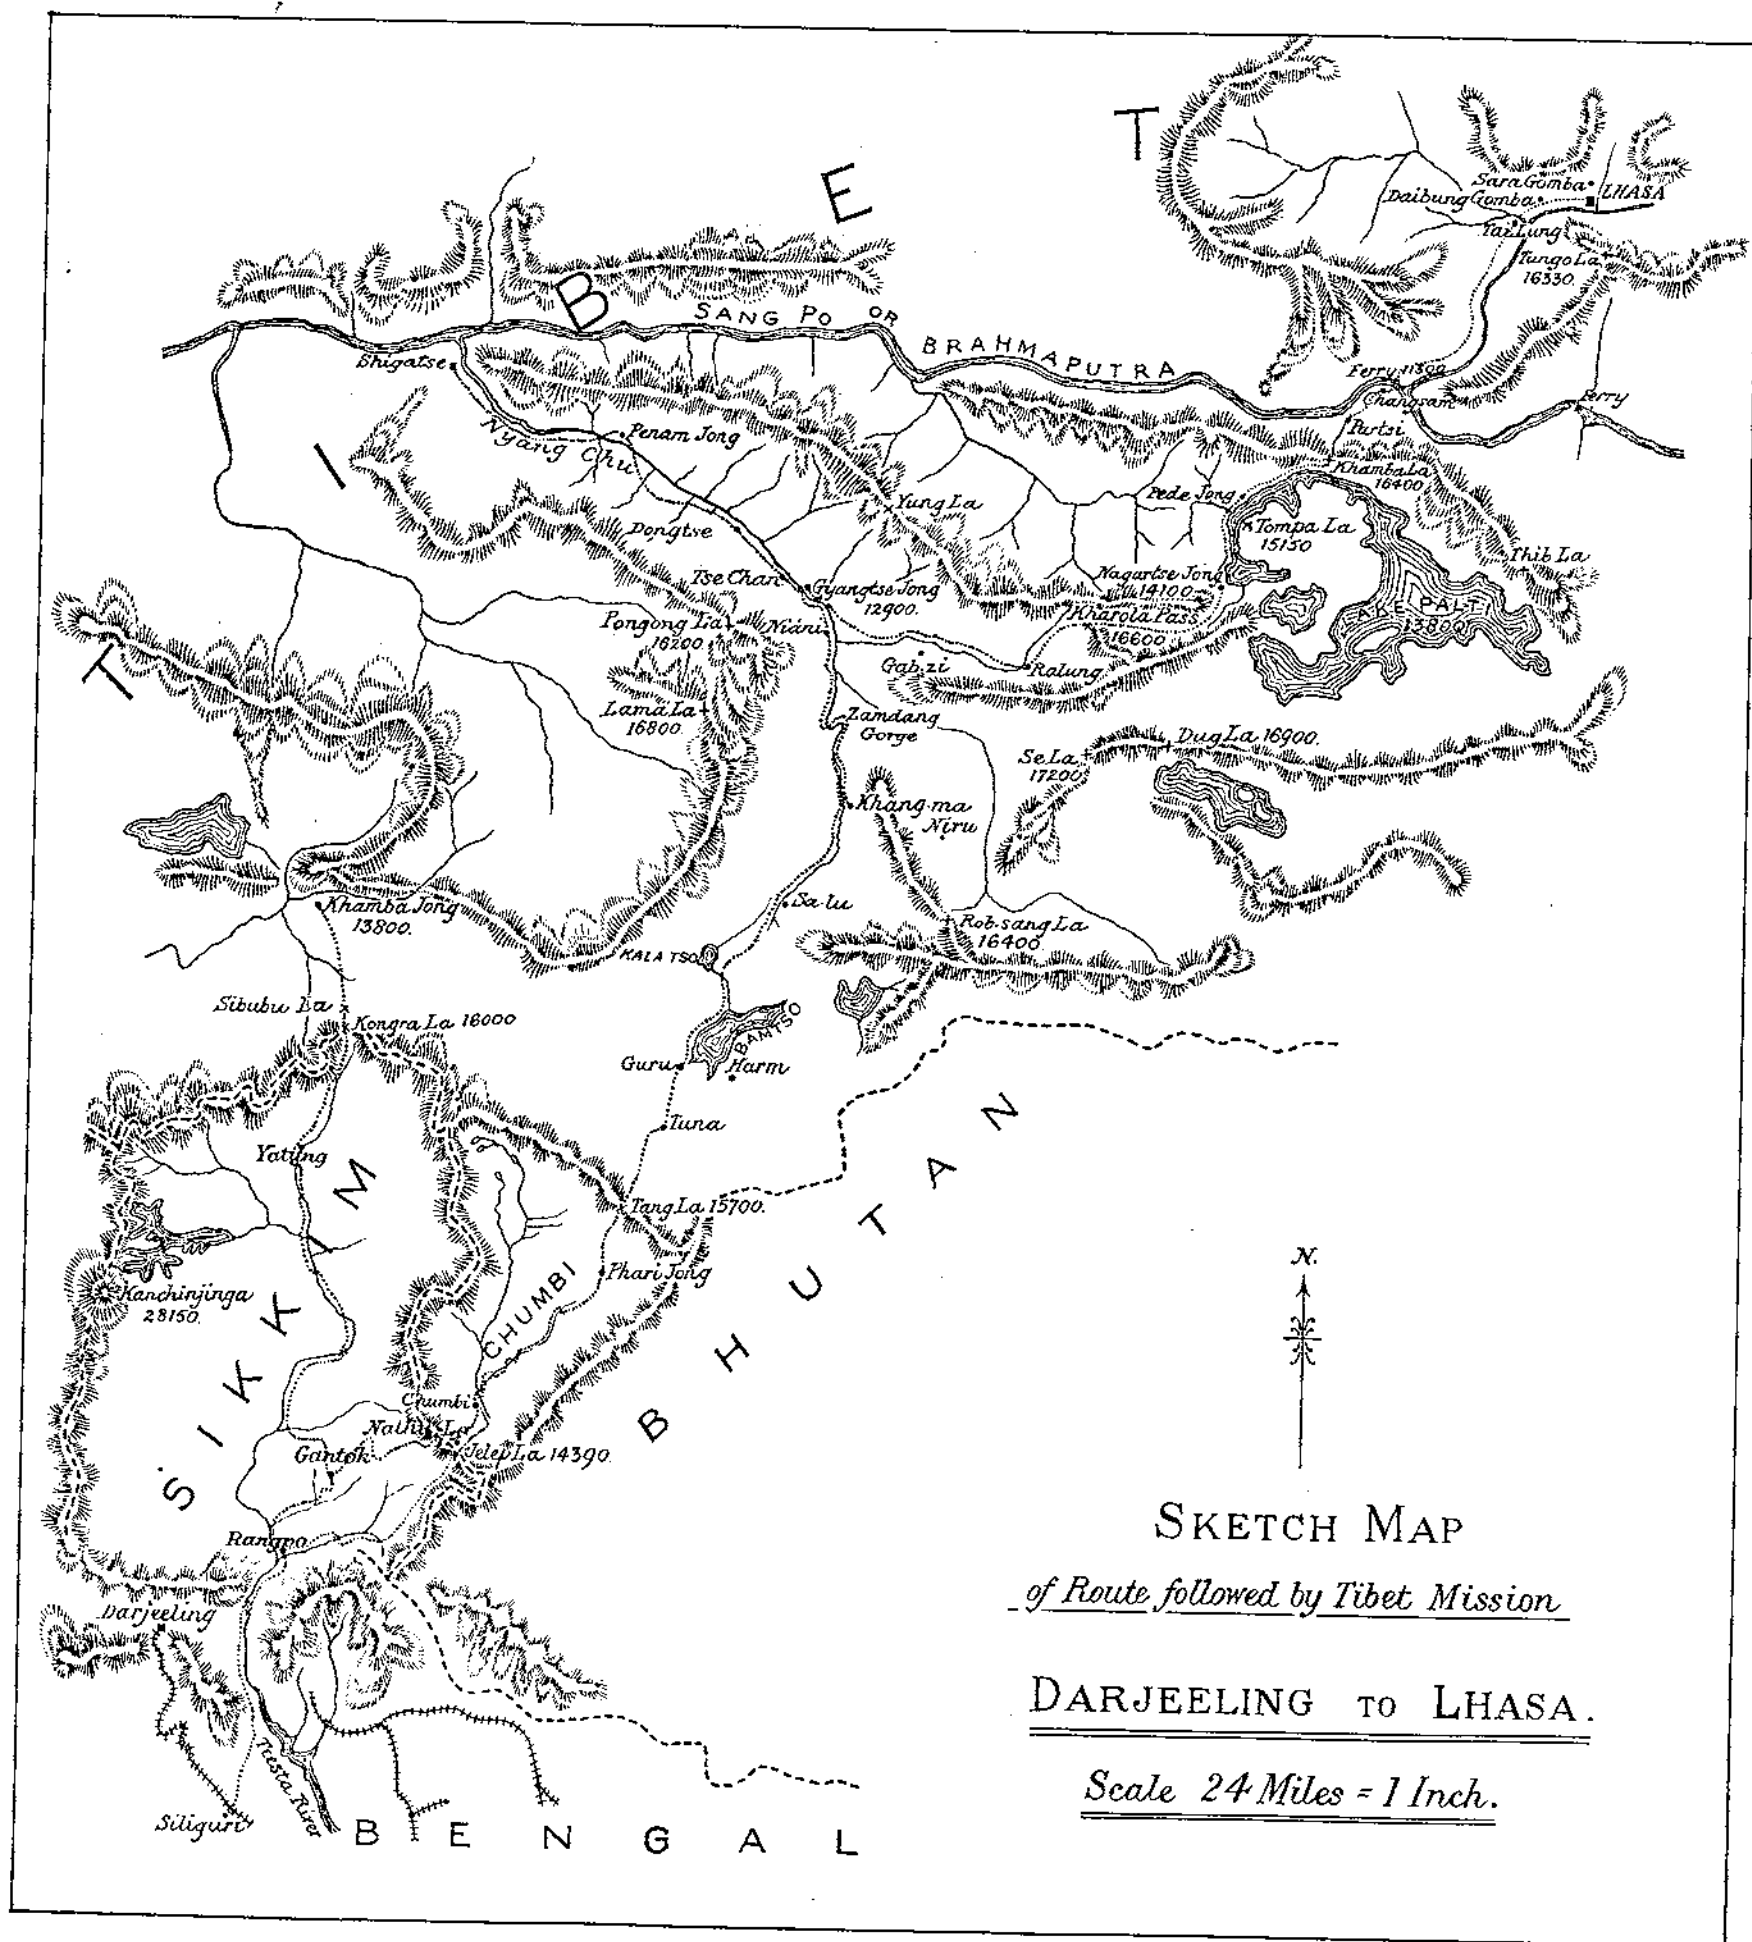 TIBET
Sara Gomba
LHASA
Daibung Gomba
Tai Lung
Tungo La
16330.
SANG PO OR BRAHMAPUTRA
Shigatse
Ferry 11300
Changsam
Ferry
Nyang Chu
Penam Jong
Partsi
Khamba La
16400
Pede Jong
Yung La
Dongtse
Tompa La
15150
Thib La
Tse Chan
Gyangtse Jong
12900.
Nagartse Jong
14100
Kharola Pass
16600
LAKE PALTI
13800
Pongong La
16200
Niani
Gabzi
Ralung
Lama La
16800
Zamdang
Gorge
Dug La 16900.
Se La
17200
Khang-ma
Niru
Khamba Jong
13800.
Sa-lu
Rob.sang La
16400
KALA TSO
Sibubu La
Kongra La 16000
BAMTSO
Guru
Harm
Tuna
Yatung
Tang La 15700.
Phari Jong
Kanchinjinga
28150.
CHUMBI
SIKKIM
BHUTAN
Chumbi
Nathu La
Gantok
Jelep La 14390.
Rangpo
Darjeeling
Teesta River
Siliguri
BENGAL
N.
SKETCH MAP
of Route followed by Tibet Mission
DARJEELING TO LHASA.
Scale 24 Miles = 1 Inch.